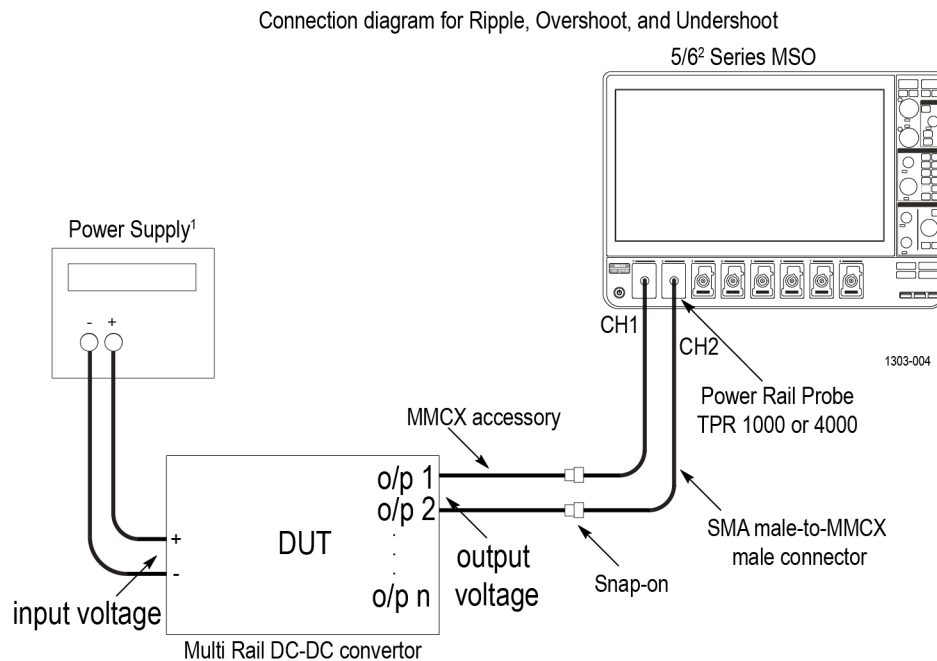 Connection diagram for Ripple, Overshoot, and Undershoot
5/6² Series MSO
Power Supply¹
- +
CH1
CH2
1303-004
Power Rail Probe
TPR 1000 or 4000
MMCX accessory
o/p 1
o/p 2
.
.
.
o/p n
DUT
+
-
input voltage
output
voltage
Snap-on
SMA male-to-MMCX
male connector
Multi Rail DC-DC convertor